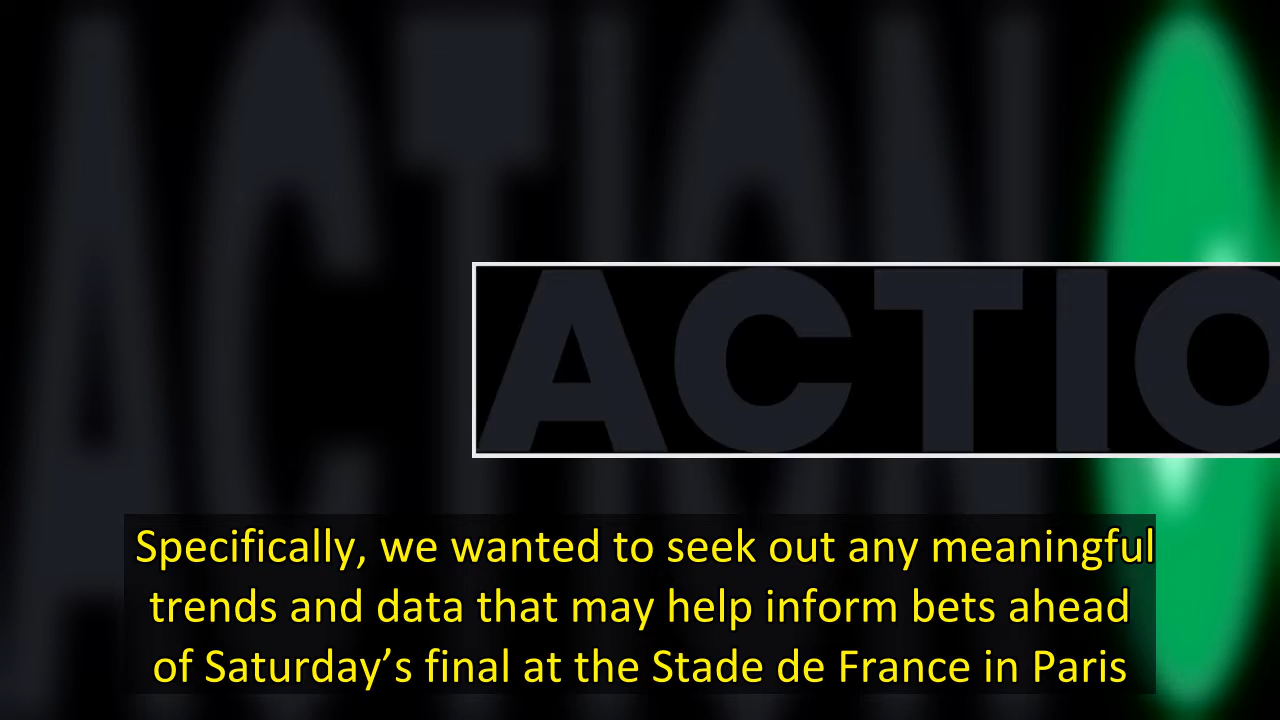 ACTION
ACTIO
Specifically, we wanted to seek out any meaningful
trends and data that may help inform bets ahead
of Saturday’s final at the Stade de France in Paris